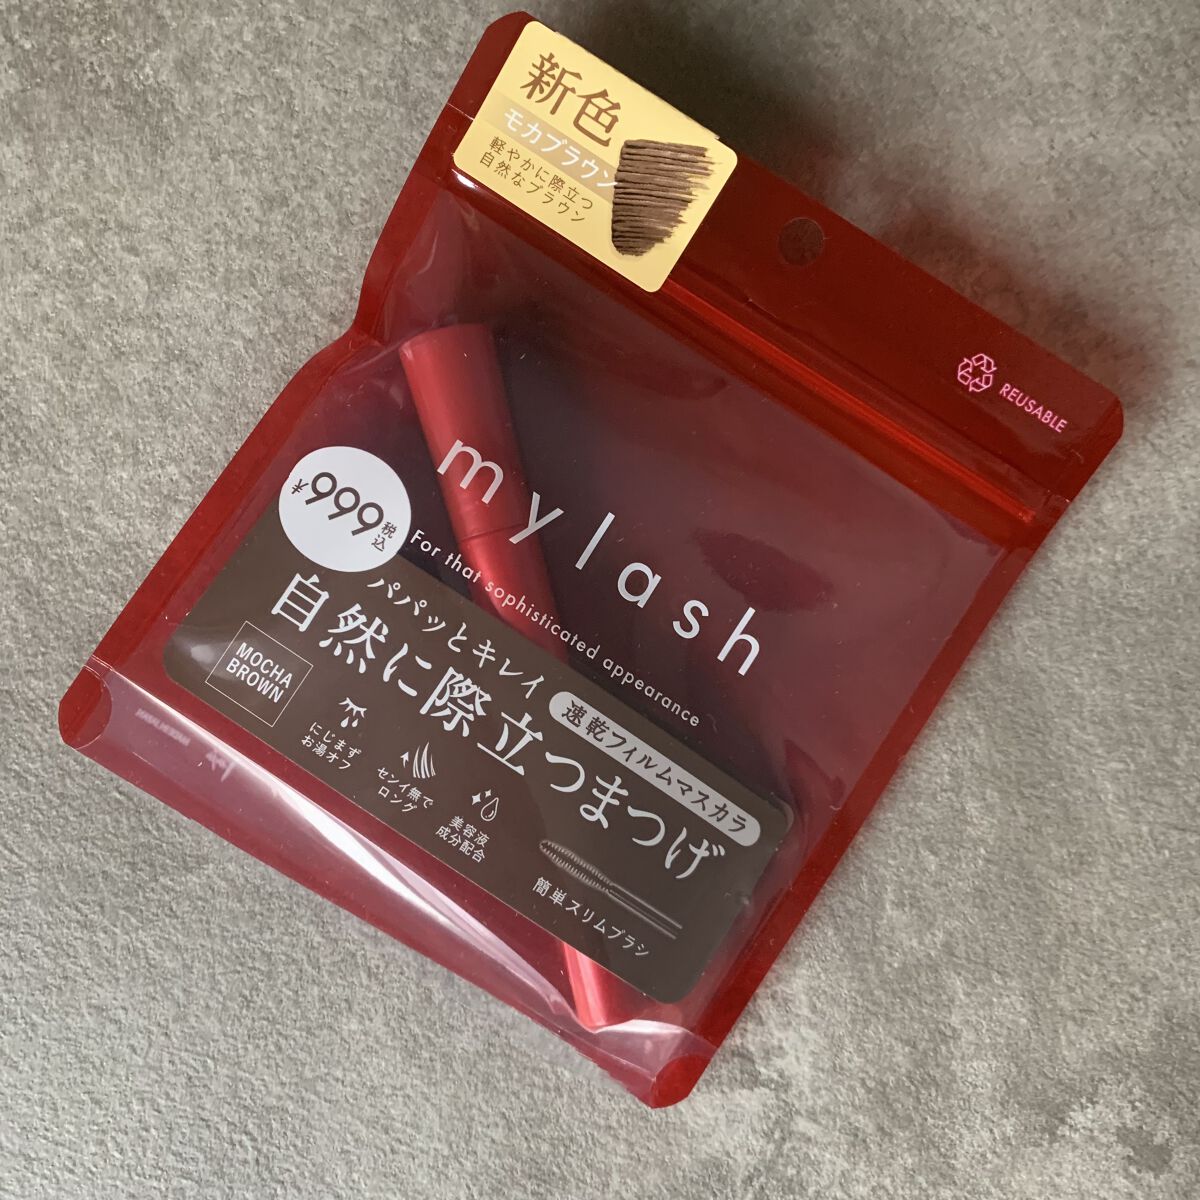 新色
モカブラウン
軽やかに際立つ
自然なブラウン
REUSABLE
mylash
For that sophisticated appearance
¥999税込
パパッとキレイ
速乾フィルムマスカラ
自然に際立つまつげ
MOCHA
BROWN
にじまず
お湯オフ
センイ無で
ロング
美容液
成分配合
簡単スリムブラシ